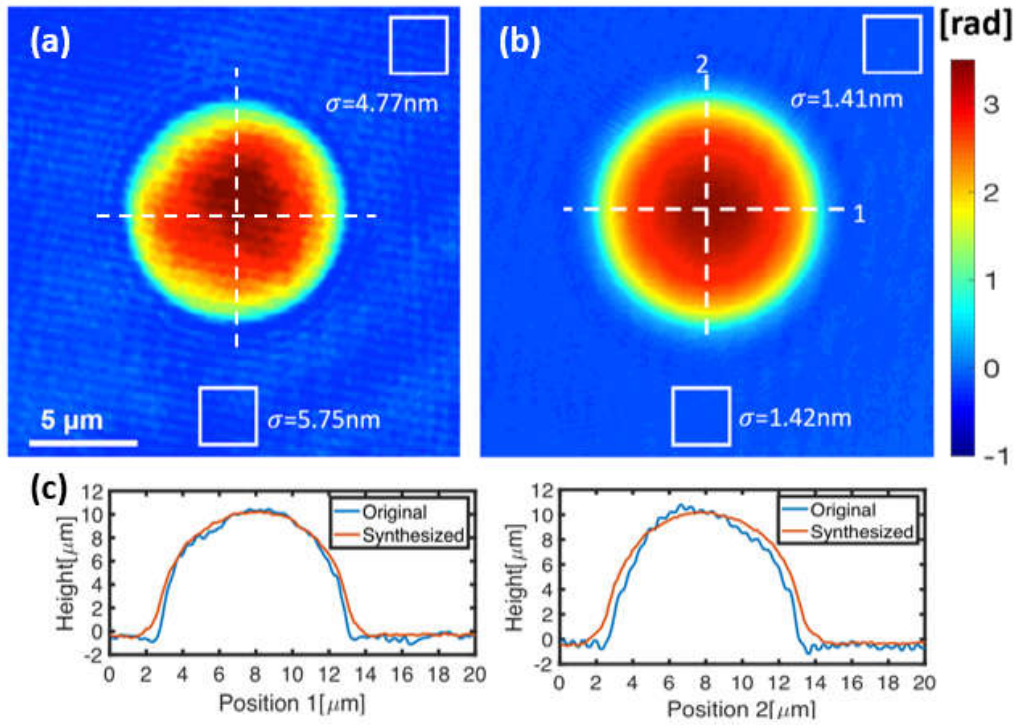 (a)
(b)
[rad]
2
σ=4.77nm
σ=1.41nm
1
3
2
1
0
-1
5 μm
σ=5.75nm
σ=1.42nm
(c)
12
10
8
6
4
2
0
-2
Height[μm]
Original
Synthesized
0 2 4 6 8 10 12 14 16 18 20
Position 1[μm]
12
10
8
6
4
2
0
-2
Height[μm]
Original
Synthesized
0 2 4 6 8 10 12 14 16 18 20
Position 2[μm]